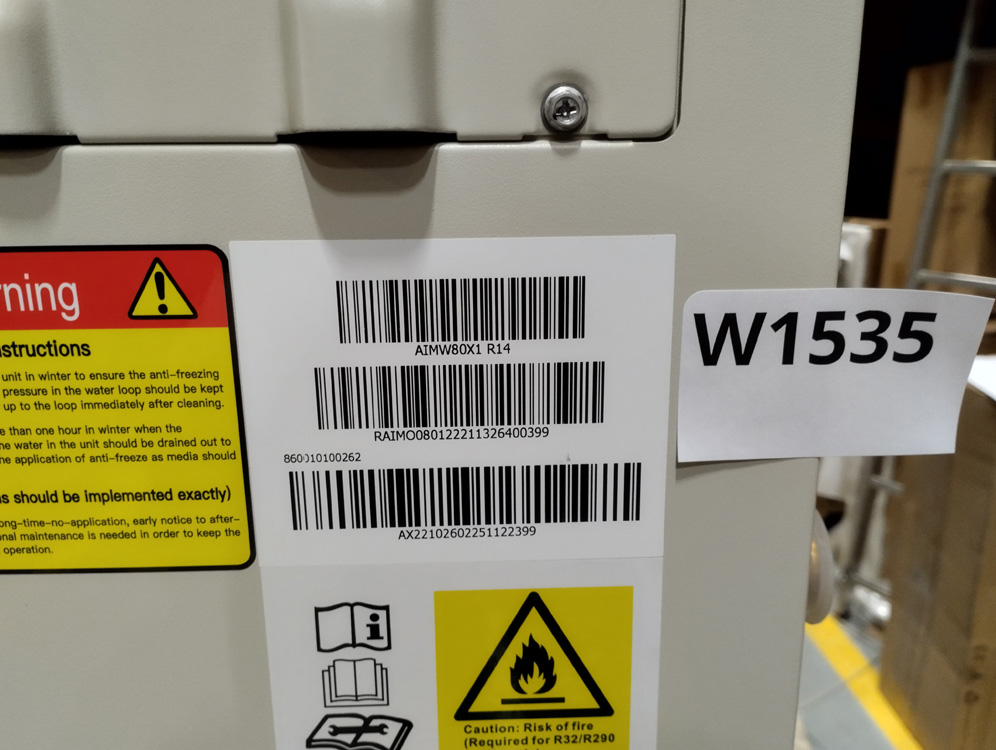 rning
nstructions
unit in winter to ensure the anti-freezing
pressure in the water loop should be kept
up to the loop immediately after cleaning.
e than one hour in winter when the
ne water in the unit should be drained out to
ne application of anti-freeze as media should
ns should be implemented exactly)
ong-time-no-application, early notice to after-
onal maintenance is needed in order to keep the
operation.
AIMW80X1 R14
RAIMO080122211326400399
860010100262
AX22102602251122399
W1535
Caution: Risk of fire
(Required for R32/R290